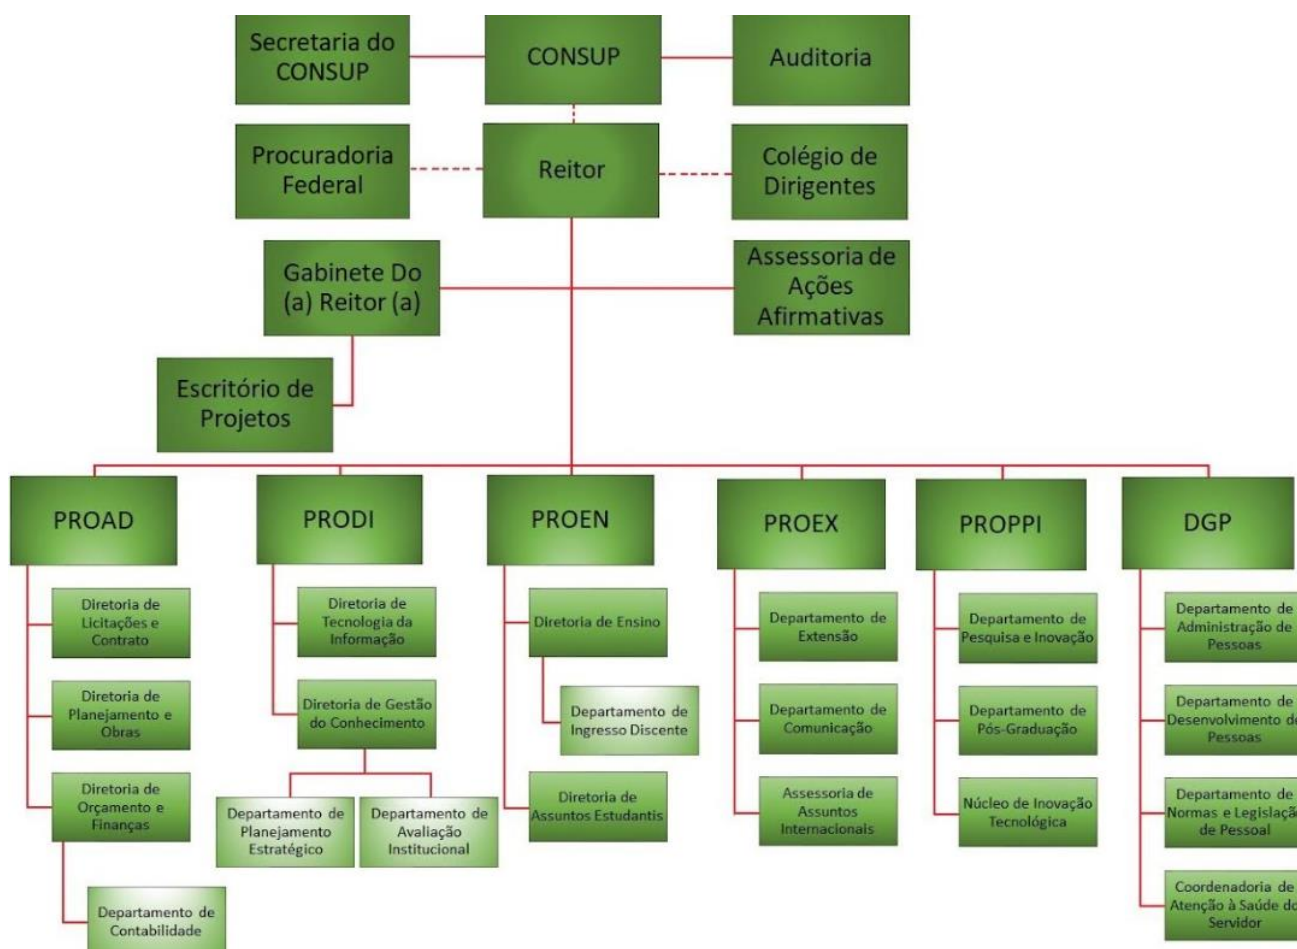 Secretaria do
CONSUP
CONSUP
Auditoria
Procuradoria
Federal
Reitor
Colégio de
Dirigentes
Gabinete Do
(a) Reitor (a)
Assessoria de
Ações
Afirmativas
Escritório de
Projetos
PROAD
PRODI
PROEN
PROEX
PROPPI
DGP
Diretoria de
Licitações e
Contrato
Diretoria de
Planejamento e
Obras
Diretoria de
Orçamento e
Finanças
Departamento de
Contabilidade
Diretoria de
Tecnologia da
Informação
Diretoria de Gestão
do Conhecimento
Departamento de
Planejamento
Estratégico
Departamento de
Avaliação
Institucional
Diretoria de Ensino
Departamento de
Ingresso Discente
Diretoria de
Assuntos Estudantis
Departamento de
Extensão
Departamento de
Comunicação
Assessoria de
Assuntos
Internacionais
Departamento de
Pesquisa e Inovação
Departamento de
Pós-Graduação
Núcleo de Inovação
Tecnológica
Departamento de
Administração de
Pessoas
Departamento de
Desenvolvimento de
Pessoas
Departamento de
Normas e Legislação
de Pessoal
Coordenadoria de
Atenção à Saúde do
Servidor